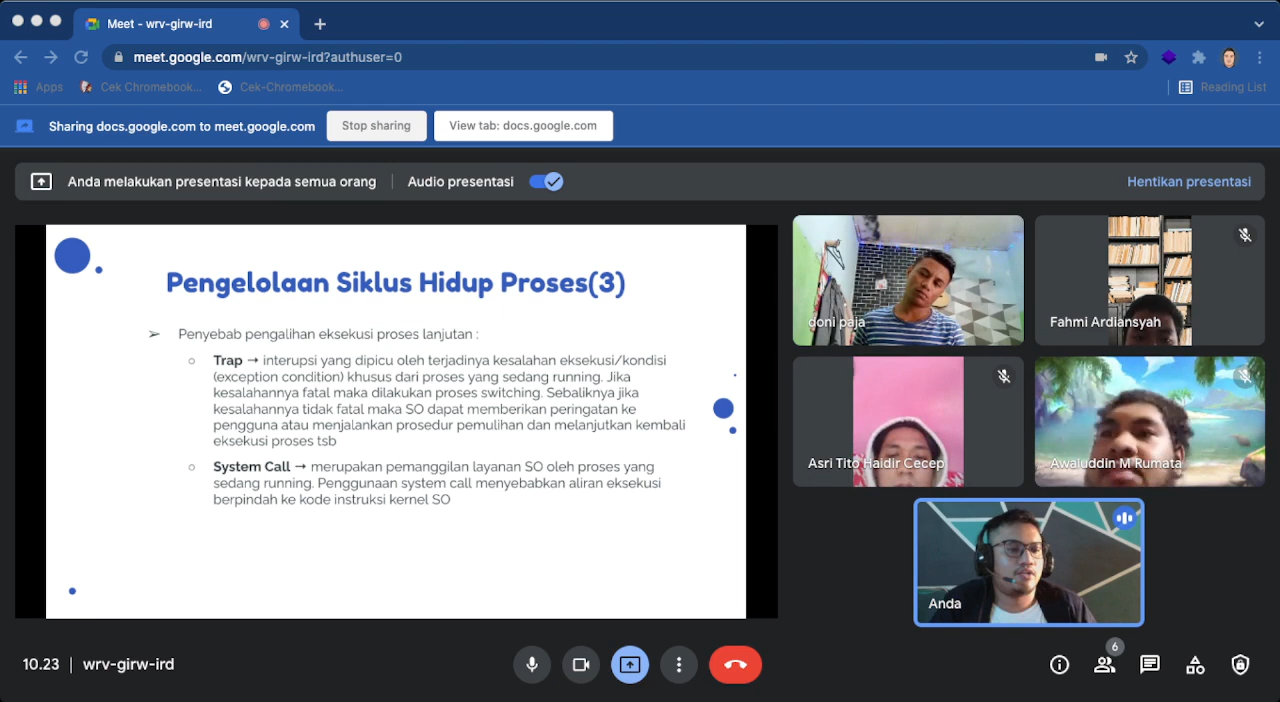 Meet - wrv-girw-ird
meet.google.com/wrv-girw-ird?authuser=0
Apps
Cek Chromebook...
Cek-Chromebook...
Reading List
Sharing docs.google.com to meet.google.com
Stop sharing
View tab: docs.google.com
Anda melakukan presentasi kepada semua orang
Audio presentasi
Hentikan presentasi
Pengelolaan Siklus Hidup Proses(3)
➢ Penyebab pengalihan eksekusi proses lanjutan :
○ Trap → interupsi yang dipicu oleh terjadinya kesalahan eksekusi/kondisi
(exception condition) khusus dari proses yang sedang running. Jika
kesalahannya fatal maka dilakukan proses switching. Sebaliknya jika
kesalahannya tidak fatal maka SO dapat memberikan peringatan ke
pengguna atau menjalankan prosedur pemulihan dan melanjutkan kembali
eksekusi proses tsb
○ System Call → merupakan pemanggilan layanan SO oleh proses yang
sedang running. Penggunaan system call menyebabkan aliran eksekusi
berpindah ke kode instruksi kernel SO
doni paja
Fahmi Ardiansyah
Asri Tito Haidir Cecep
Awaluddin M Rumata
Anda
10.23 | wrv-girw-ird
6